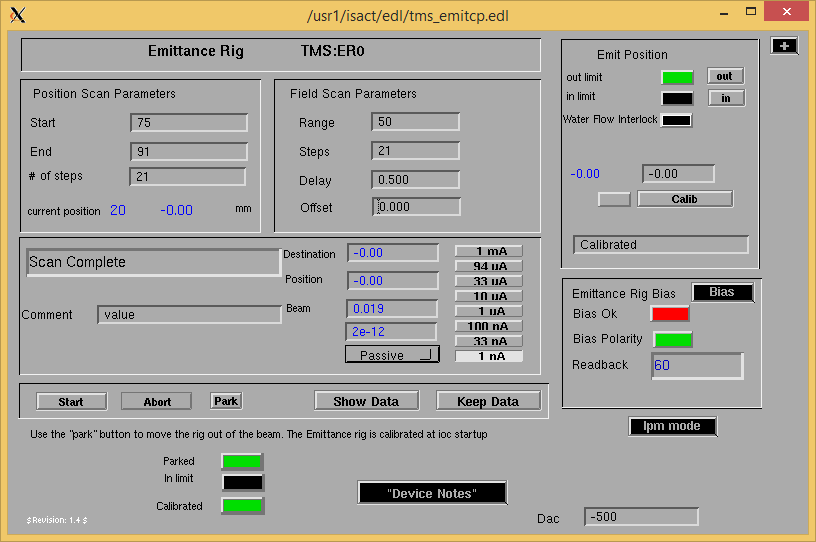 /usr1/isact/edl/tms_emitcp.edl
Emittance Rig TMS:ER0
+
Position Scan Parameters
Start 75
End 91
# of steps 21
current position 20 -0.00 mm
Field Scan Parameters
Range 50
Steps 21
Delay 0.500
Offset 0.000
Emit Position
out limit out
in limit in
Water Flow Interlock
-0.00 -0.00
Calib
Calibrated
Scan Complete
Comment value
Destination -0.00
Position -0.00
Beam 0.019
2e-12
Passive
1 mA
94 uA
33 uA
10 uA
1 uA
100 nA
33 nA
1 nA
Emittance Rig Bias Bias
Bias Ok
Bias Polarity
Readback 60
Start Abort Park Show Data Keep Data
Ipm mode
Use the "park" button to move the rig out of the beam. The Emittance rig is calibrated at ioc startup
Parked
In limit
Calibrated
"Device Notes"
$Revision: 1.4 $
Dac -500